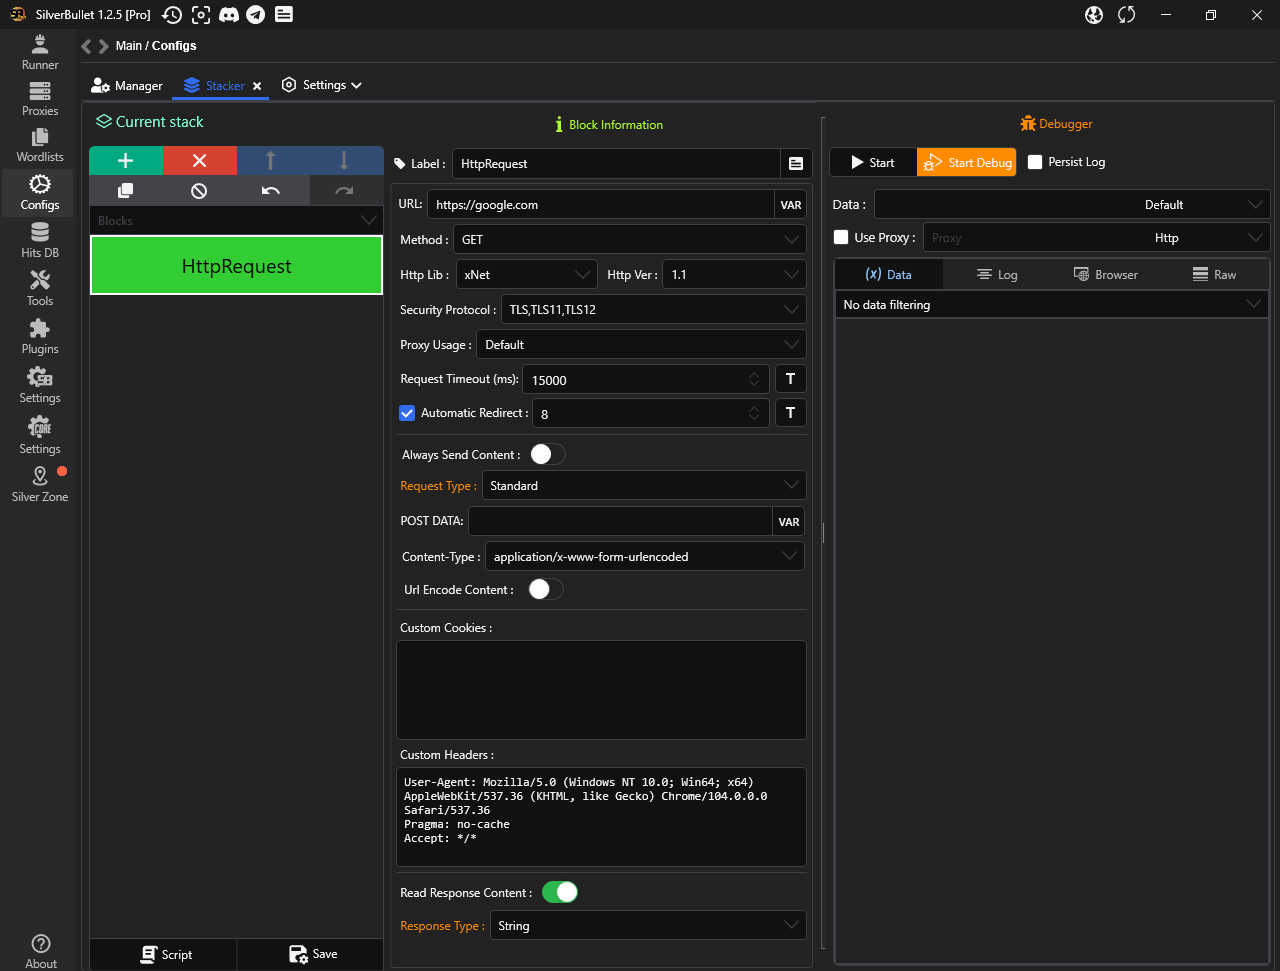 SilverBullet 1.2.5 [Pro]
Runner
Proxies
Wordlists
Configs
Hits DB
Tools
Plugins
Settings
Settings
Silver Zone
About
Main / Configs
Manager
Stacker
Settings
Current stack
Blocks
HttpRequest
Script
Save
Block Information
Label :
HttpRequest
URL:
https://google.com
VAR
Method :
GET
Http Lib :
xNet
Http Ver :
1.1
Security Protocol :
TLS,TLS11,TLS12
Proxy Usage :
Default
Request Timeout (ms):
15000
T
Automatic Redirect :
8
T
Always Send Content :
Request Type :
Standard
POST DATA:
VAR
Content-Type :
application/x-www-form-urlencoded
Url Encode Content :
Custom Cookies :
Custom Headers :
User-Agent: Mozilla/5.0 (Windows NT 10.0; Win64; x64)
AppleWebKit/537.36 (KHTML, like Gecko) Chrome/104.0.0.0
Safari/537.36
Pragma: no-cache
Accept: */*
Read Response Content :
Response Type :
String
Debugger
Start
Start Debug
Persist Log
Data :
Default
Use Proxy :
Proxy
Http
(x) Data
Log
Browser
Raw
No data filtering